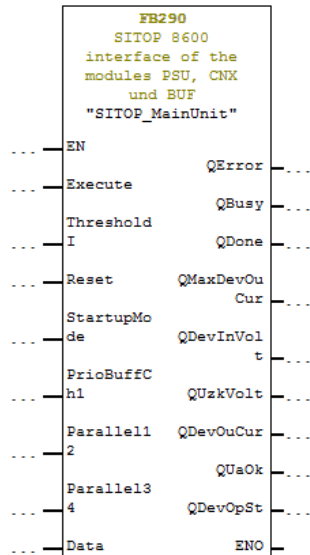 FB290
SITOP 8600
interface of the
modules PSU, CNX
und BUF
"SITOP_MainUnit"
... EN
QError ...
... Execute
QBusy ...
Threshold
... I
QDone ...
... Reset
QMaxDevOu
Cur ...
StartupMo
... de
QDevInVol
t ...
PrioBuffC
... h1
QUzkVolt ...
Parallel1
... 2
QDevOuCur ...
QUaOk ...
Parallel3
... 4
QDevOpSt ...
... Data
ENO